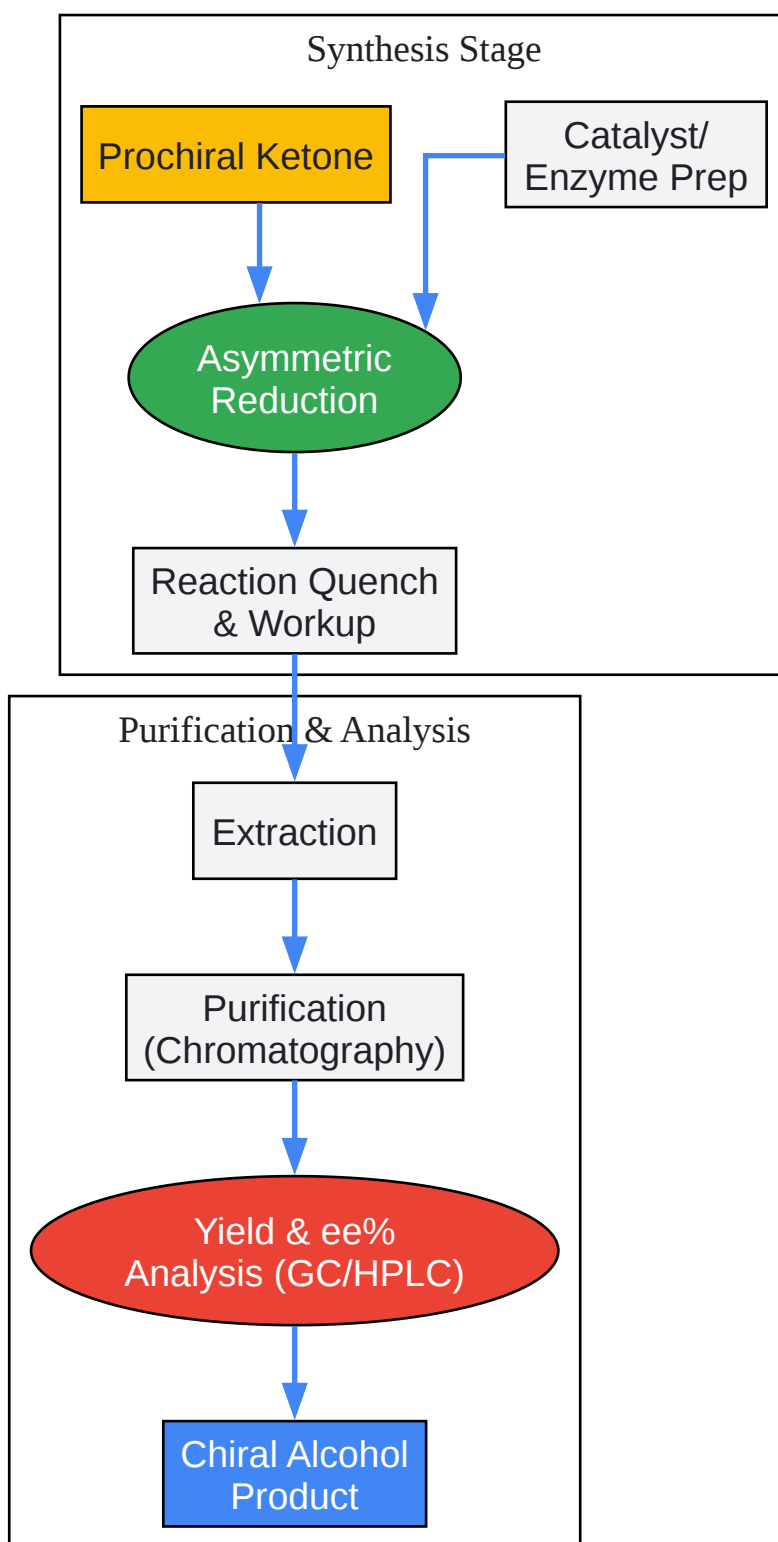 Synthesis Stage
Prochiral Ketone
Catalyst/
Enzyme Prep
Asymmetric
Reduction
Reaction Quench
& Workup
Purification & Analysis
Extraction
Purification
(Chromatography)
Yield & ee%
Analysis (GC/HPLC)
Chiral Alcohol
Product